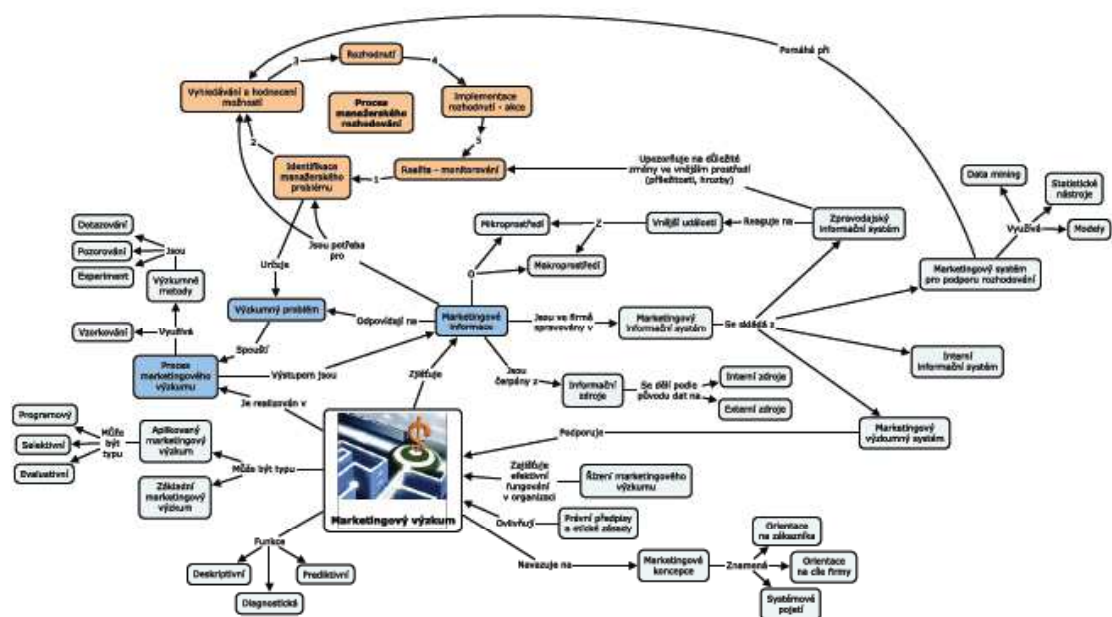 Pomáhá při
3
Rozhodnutí
4
Vyhledávání a hodnocení
možností
Implementace
rozhodnutí - akce
Proces
manažerského
rozhodování
2
5
Identifikace
manažerského
problému
1
Realita - monitorování
Upozorňuje na důležité
změny ve vnějším prostředí
(příležitosti, hrozby)
Data mining
Statistické
nástroje
Využívá
Modely
Mikroprostředí
Z
Vnější události
Reaguje na
Zpravodajský
informační systém
Makroprostředí
O
Marketingový systém
pro podporu rozhodování
Dotazování
Pozorování
Jsou
Experiment
Výzkumné
metody
Určuje
Jsou potřeba
pro
Vzorkování
Využívá
Výzkumný problém
Odpovídají na
Marketingové
informace
Jsou ve firmě
spravovány v
Marketingový
informační systém
Se skládá z
Spouští
Interní
informační systém
Proces
marketingového
výzkumu
Výstupem jsou
Zjišťuje
Jsou
čerpány z
Informační
zdroje
Se dělí podle
původu dat na
Interní zdroje
Externí zdroje
Je realizován v
Programový
Selektivní
Evaluativní
Může
být
typu
Aplikovaný
marketingový
výzkum
Podporuje
Marketingový
výzkumný systém
Může být typu
Základní
marketingový
výzkum
Zajišťuje
efektivní
fungování
v organizaci
Řízení marketingového
výzkumu
Marketingový výzkum
Ovlivňují
Právní předpisy
a etické zásady
Funkce
Deskriptivní
Prediktivní
Diagnostická
Navazuje na
Marketingové
koncepce
Znamená
Orientace
na zákazníka
Orientace
na cíle firmy
Systémové
pojetí